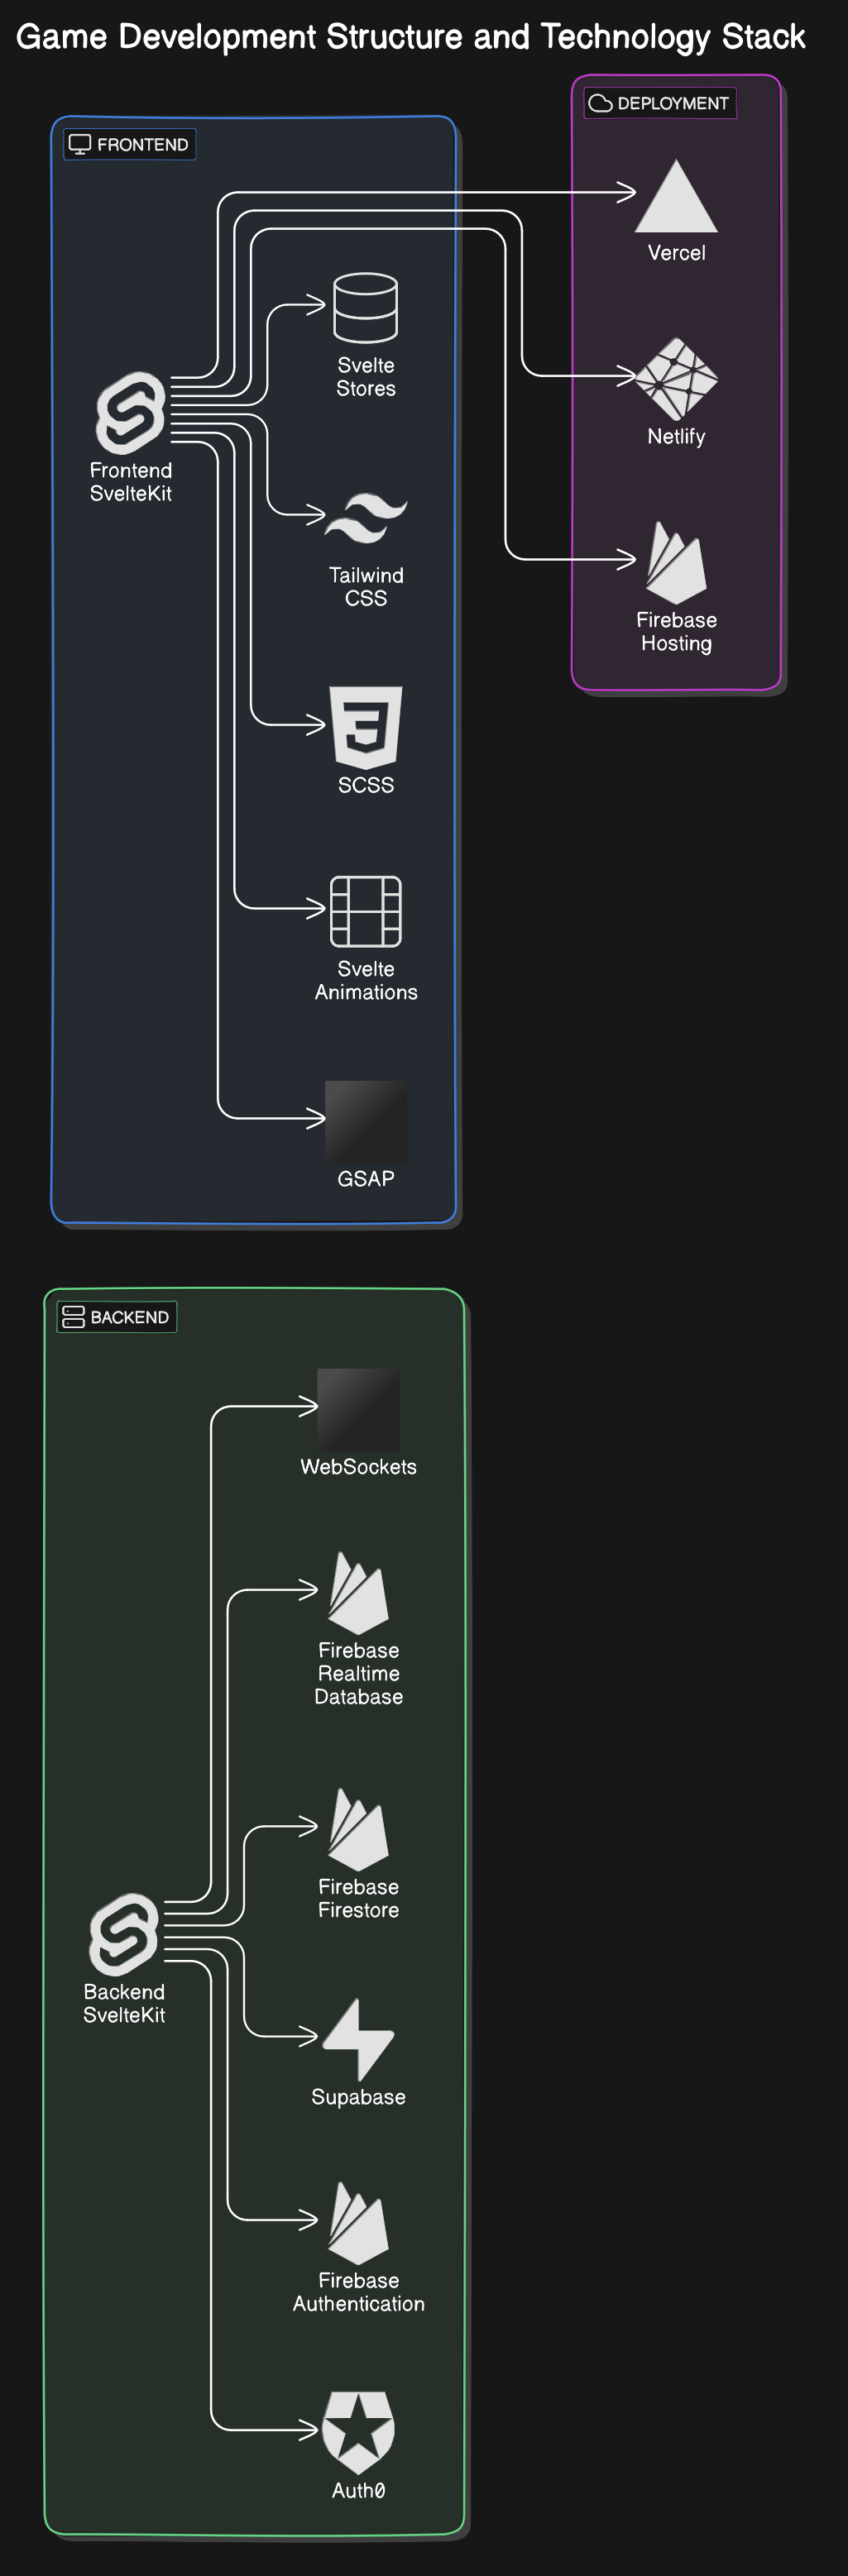 Game Development Structure and Technology Stack
DEPLOYMENT
FRONTEND
Vercel
Svelte
Stores
Netlify
Frontend
SvelteKit
Tailwind
CSS
Firebase
Hosting
SCSS
Svelte
Animations
GSAP
BACKEND
WebSockets
Firebase
Realtime
Database
Firebase
Firestore
Backend
SvelteKit
Supabase
Firebase
Authentication
Auth0